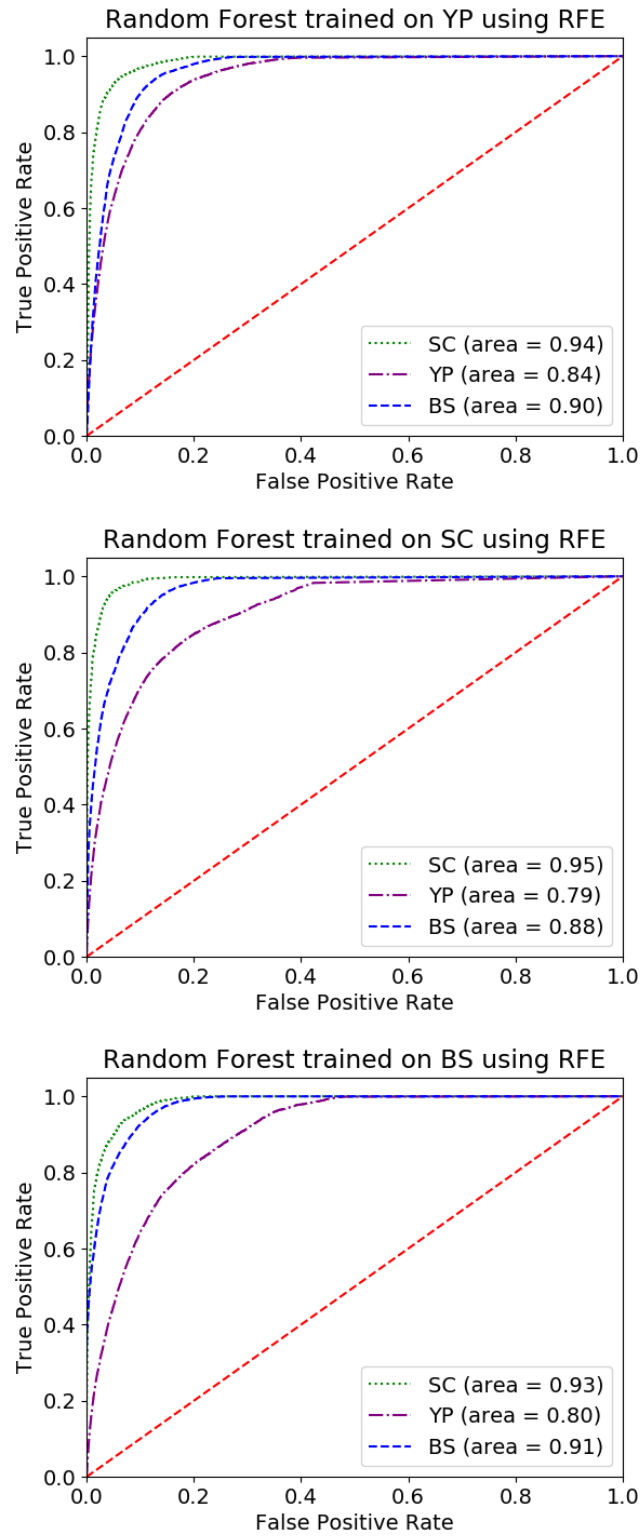 Random Forest trained on YP using RFE
1.0
0.8
0.6
0.4
0.2
0.0
True Positive Rate
SC (area = 0.94)
YP (area = 0.84)
BS (area = 0.90)
0.0 0.2 0.4 0.6 0.8 1.0
False Positive Rate
Random Forest trained on SC using RFE
1.0
0.8
0.6
0.4
0.2
0.0
True Positive Rate
SC (area = 0.95)
YP (area = 0.79)
BS (area = 0.88)
0.0 0.2 0.4 0.6 0.8 1.0
False Positive Rate
Random Forest trained on BS using RFE
1.0
0.8
0.6
0.4
0.2
0.0
True Positive Rate
SC (area = 0.93)
YP (area = 0.80)
BS (area = 0.91)
0.0 0.2 0.4 0.6 0.8 1.0
False Positive Rate